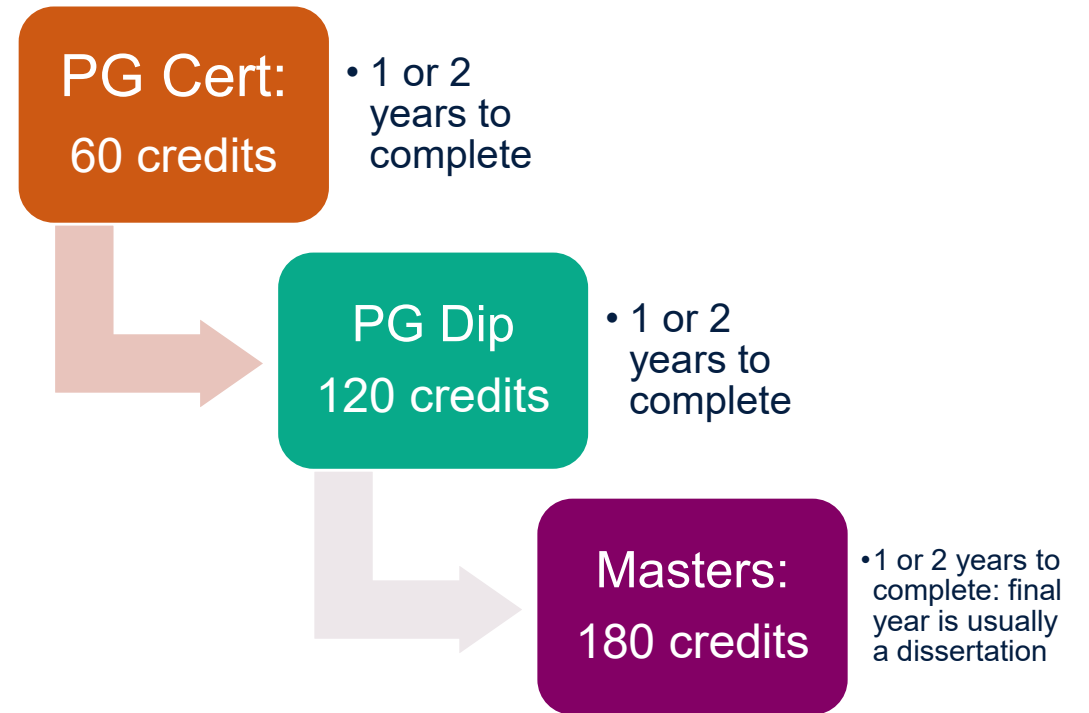 PG Cert:
60 credits
• 1 or 2
years to
complete
PG Dip
120 credits
• 1 or 2
years to
complete
Masters:
180 credits
•1 or 2 years to
complete: final
year is usually
a dissertation